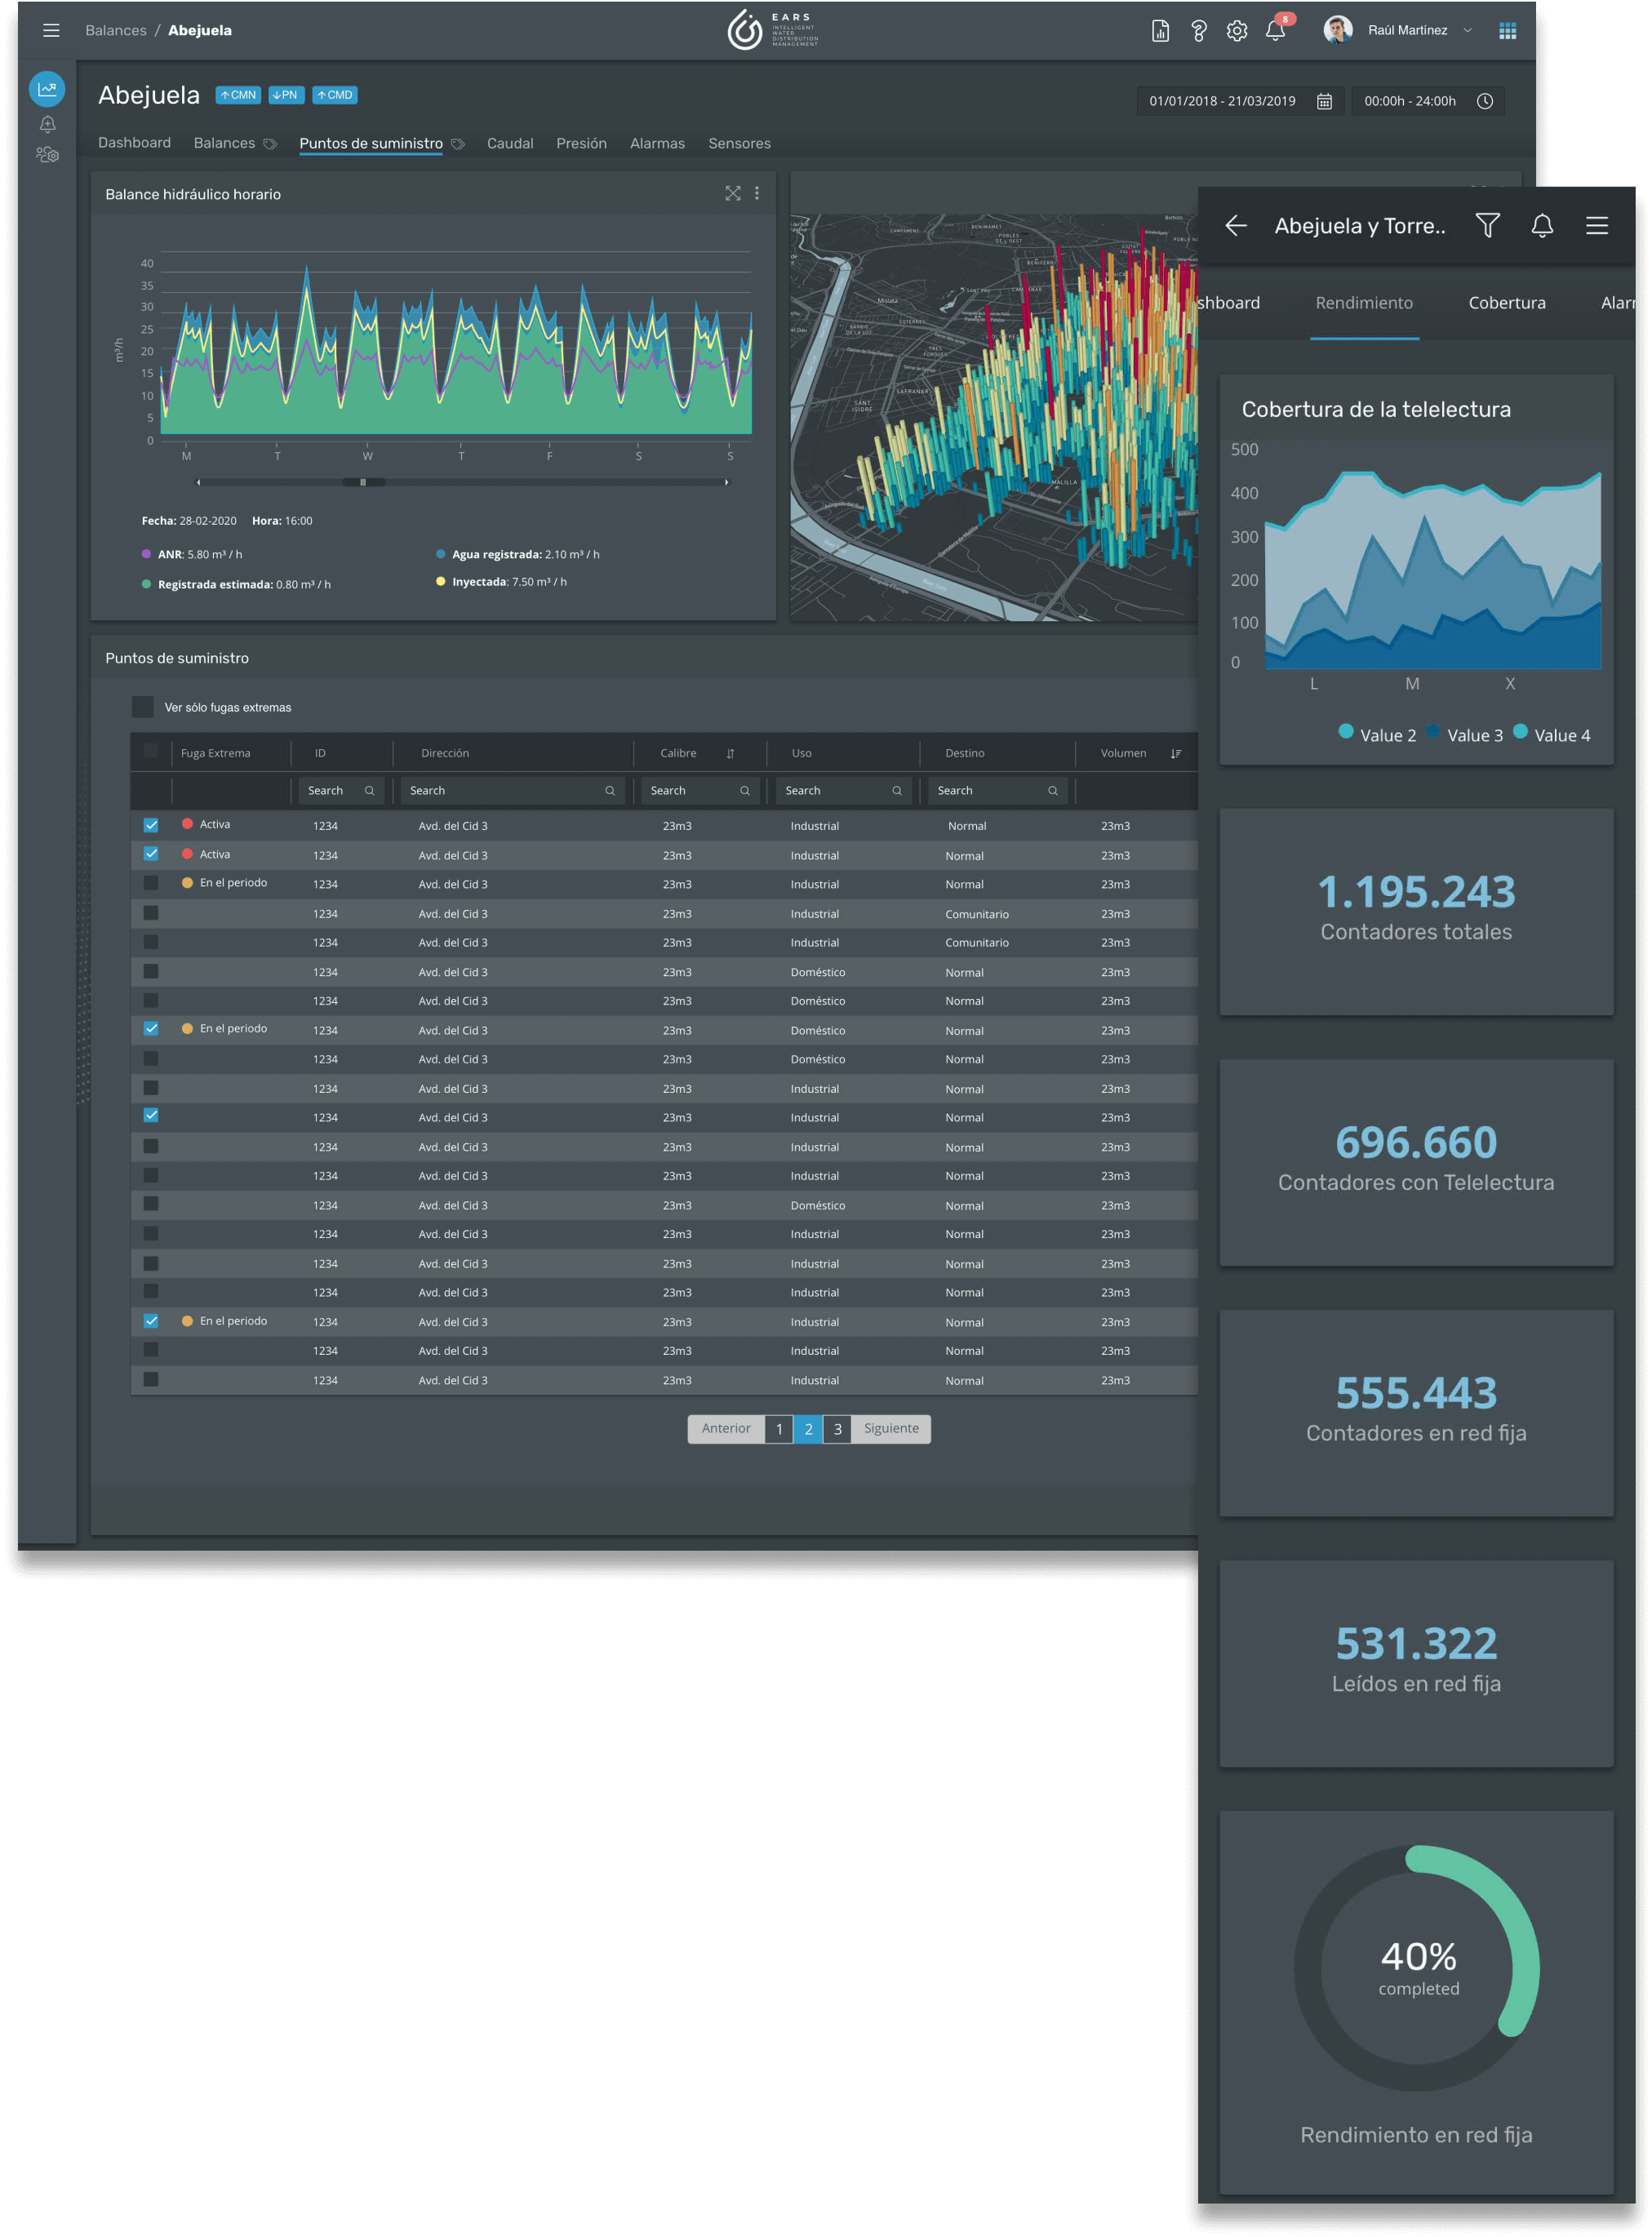 Balances / Abejuela
EARS
INTELLIGENT
WATER
DISTRIBUTION
MANAGEMENT
8
Raúl Martínez
Abejuela
↑CMN
↓PN
↑CMD
01/01/2018 - 21/03/2019
00:00h - 24:00h
Dashboard Balances Puntos de suministro Caudal Presión Alarmas Sensores
Balance hidráulico horario
m³/h
40
35
30
25
20
15
10
5
0
M T W T F S S
Fecha: 28-02-2020 Hora: 16:00
ANR: 5.80 m³ / h
Agua registrada: 2.10 m³ / h
Registrada estimada: 0.80 m³ / h
Inyectada: 7.50 m³ / h
BENIMAMET
POBLES
DE L'OEST
Mislata
SANT PAU
SAFRANAR
SANT
ISIDRE
MALILLA
Puntos de suministro
Ver sólo fugas extremas
Fuga Extrema ID Dirección Calibre Uso Destino Volumen
Search Search Search Search Search
Activa 1234 Avd. del Cid 3 23m3 Industrial Normal 23m3
Activa 1234 Avd. del Cid 3 23m3 Industrial Normal 23m3
En el periodo 1234 Avd. del Cid 3 23m3 Industrial Normal 23m3
1234 Avd. del Cid 3 23m3 Industrial Comunitario 23m3
1234 Avd. del Cid 3 23m3 Industrial Comunitario 23m3
1234 Avd. del Cid 3 23m3 Doméstico Normal 23m3
1234 Avd. del Cid 3 23m3 Doméstico Normal 23m3
En el periodo 1234 Avd. del Cid 3 23m3 Doméstico Normal 23m3
1234 Avd. del Cid 3 23m3 Doméstico Normal 23m3
1234 Avd. del Cid 3 23m3 Industrial Normal 23m3
1234 Avd. del Cid 3 23m3 Industrial Normal 23m3
1234 Avd. del Cid 3 23m3 Industrial Normal 23m3
1234 Avd. del Cid 3 23m3 Industrial Normal 23m3
1234 Avd. del Cid 3 23m3 Doméstico Normal 23m3
1234 Avd. del Cid 3 23m3 Industrial Normal 23m3
1234 Avd. del Cid 3 23m3 Industrial Normal 23m3
1234 Avd. del Cid 3 23m3 Industrial Normal 23m3
En el periodo 1234 Avd. del Cid 3 23m3 Industrial Normal 23m3
1234 Avd. del Cid 3 23m3 Industrial Normal 23m3
1234 Avd. del Cid 3 23m3 Industrial Normal 23m3
Anterior 1 2 3 Siguiente
Abejuela y Torre..
shboard Rendimiento Cobertura Alar
Cobertura de la telelectura
500
400
300
200
100
0
L M X
Value 2 Value 3 Value 4
1.195.243
Contadores totales
696.660
Contadores con Telelectura
555.443
Contadores en red fija
531.322
Leídos en red fija
40%
completed
Rendimiento en red fija